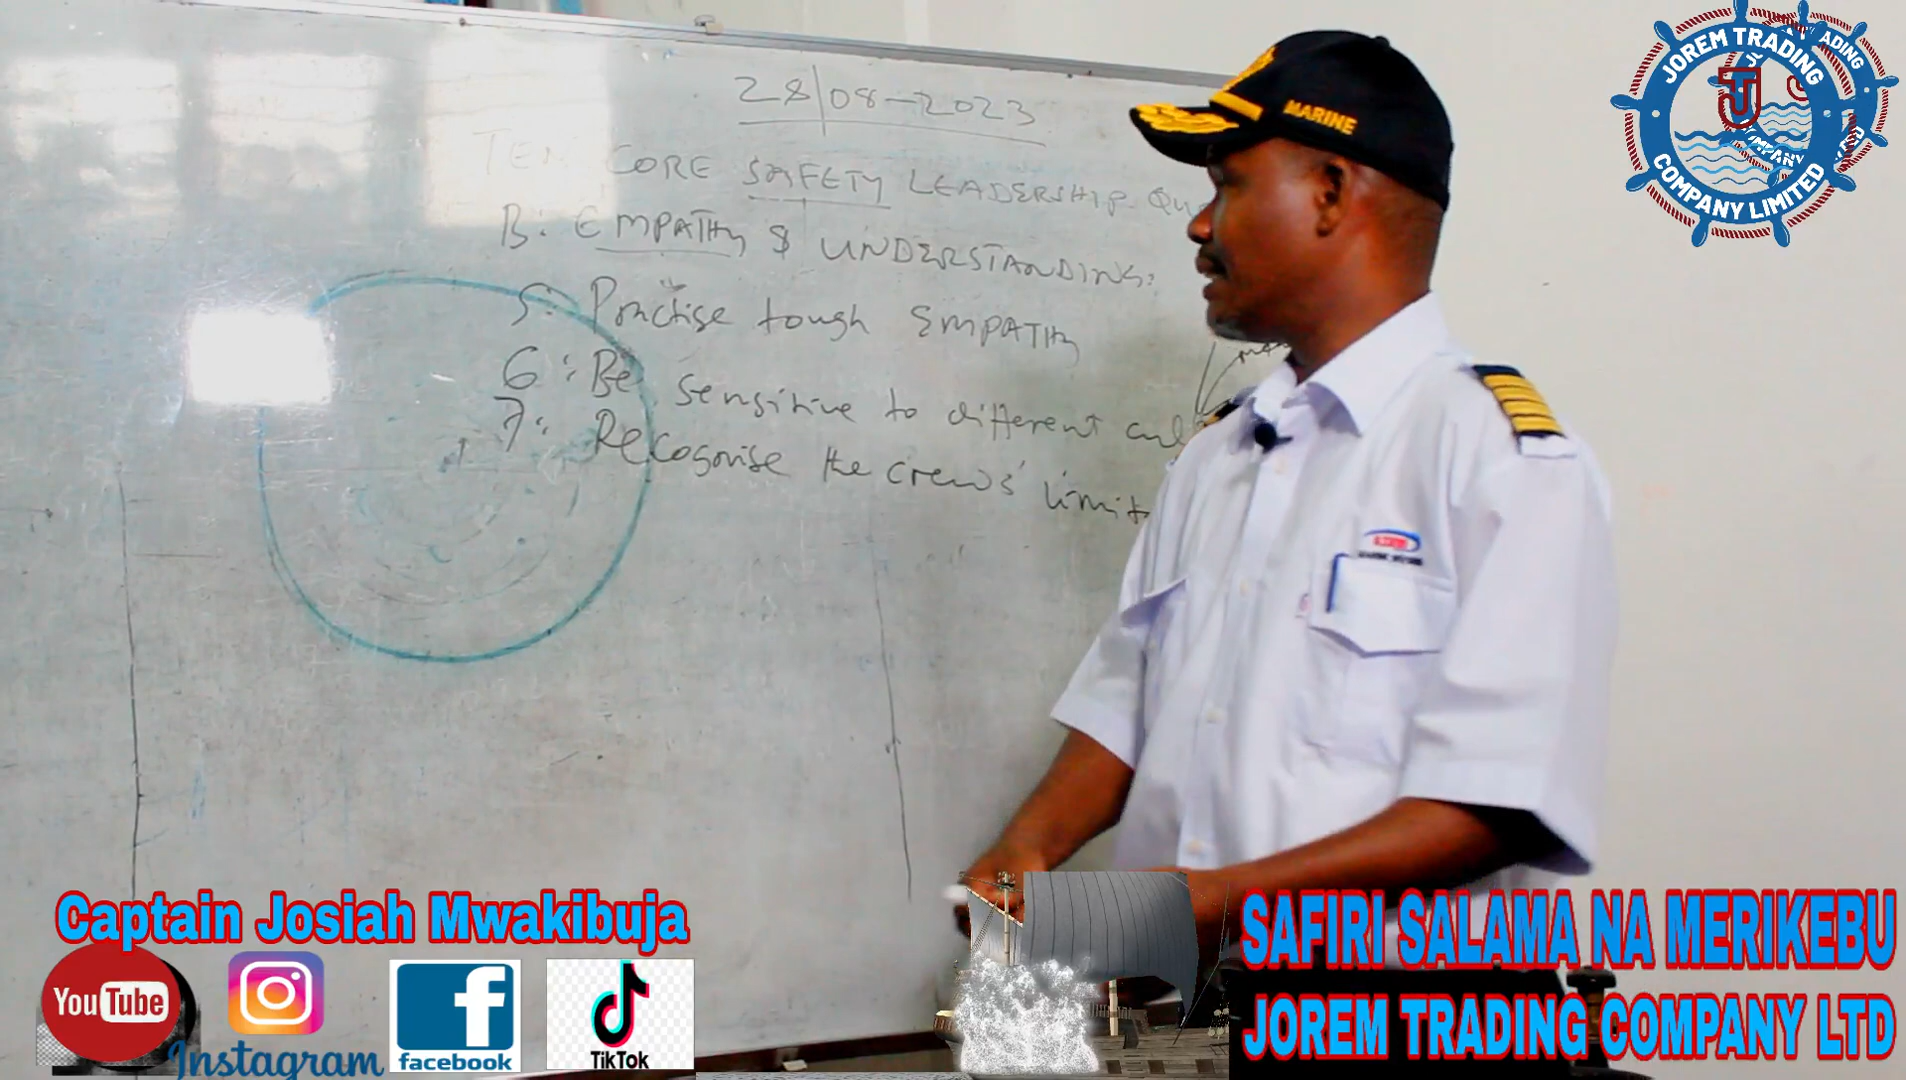 28/08-2023
TEN CORE SAFETY LEADERSHIP
B. EMPATHY & UNDERSTANDING:
5: Practise tough EMPATHY
6: Be sensitive to different
7: Recognise the crews' limit
MARINE
JOREM TRADING
COMPANY LIMITED
Captain Josiah Mwakibuja
YouTube
Instagram
facebook
TikTok
SAFIRI SALAMA NA MERIKEBU
JOREM TRADING COMPANY LTD